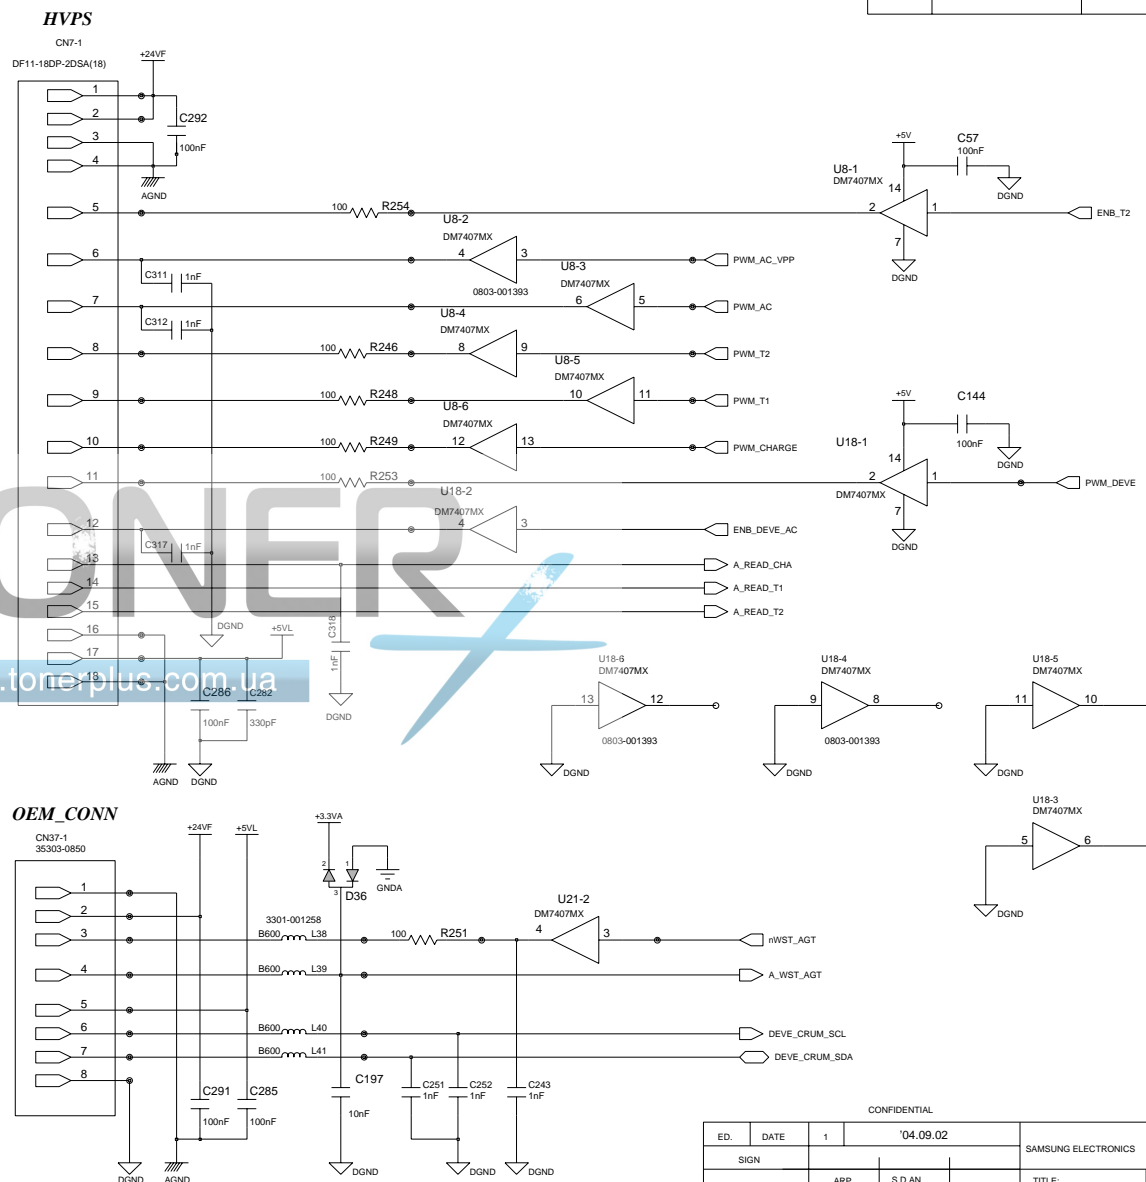 HVPS
CN7-1
DF11-18DP-2DSA(18)
+24VF
1
2
3
4
C292
100nF
AGND
5
100
R254
U8-1
DM7407MX
+5V
C57
100nF
DGND
14
2
1
7
DGND
ENB_T2
6
C311
1nF
U8-2
DM7407MX
4
3
0803-001393
PWM_AC_VPP
7
C312
1nF
U8-3
DM7407MX
6
5
PWM_AC
8
100
R246
U8-4
DM7407MX
8
9
PWM_T2
9
100
R248
U8-5
DM7407MX
10
11
PWM_T1
10
100
R249
U8-6
DM7407MX
12
13
PWM_CHARGE
11
100
R253
U18-1
DM7407MX
+5V
C144
100nF
DGND
14
2
1
7
DGND
PWM_DEVE
12
C317
1nF
U18-2
DM7407MX
4
3
ENB_DEVE_AC
13
A_READ_CHA
14
A_READ_T1
15
A_READ_T2
16
DGND
+5VL
C318
1nF
DGND
17
18
C286
100nF
C282
330pF
AGND
DGND
ONERX
.tonerplus.com.ua
U18-6
DM7407MX
13
12
0803-001393
DGND
U18-4
DM7407MX
9
8
0803-001393
DGND
U18-5
DM7407MX
11
10
DGND
U18-3
DM7407MX
5
6
DGND
OEM_CONN
CN37-1
35303-0850
+24VF
+5VL
+3.3VA
2
1
3
D36
GNDA
1
2
3
3301-001258
B600
L38
100
R251
U21-2
DM7407MX
4
3
nWST_AGT
4
B600
L39
A_WST_AGT
5
6
B600
L40
DEVE_CRUM_SCL
7
B600
L41
DEVE_CRUM_SDA
8
C291
100nF
C285
100nF
C197
10nF
C251
1nF
C252
1nF
C243
1nF
DGND
AGND
DGND
DGND
DGND
CONFIDENTIAL
ED.
DATE
1
'04.09.02
SAMSUNG ELECTRONICS
SIGN
ARP
S.D.AN
TITLE: